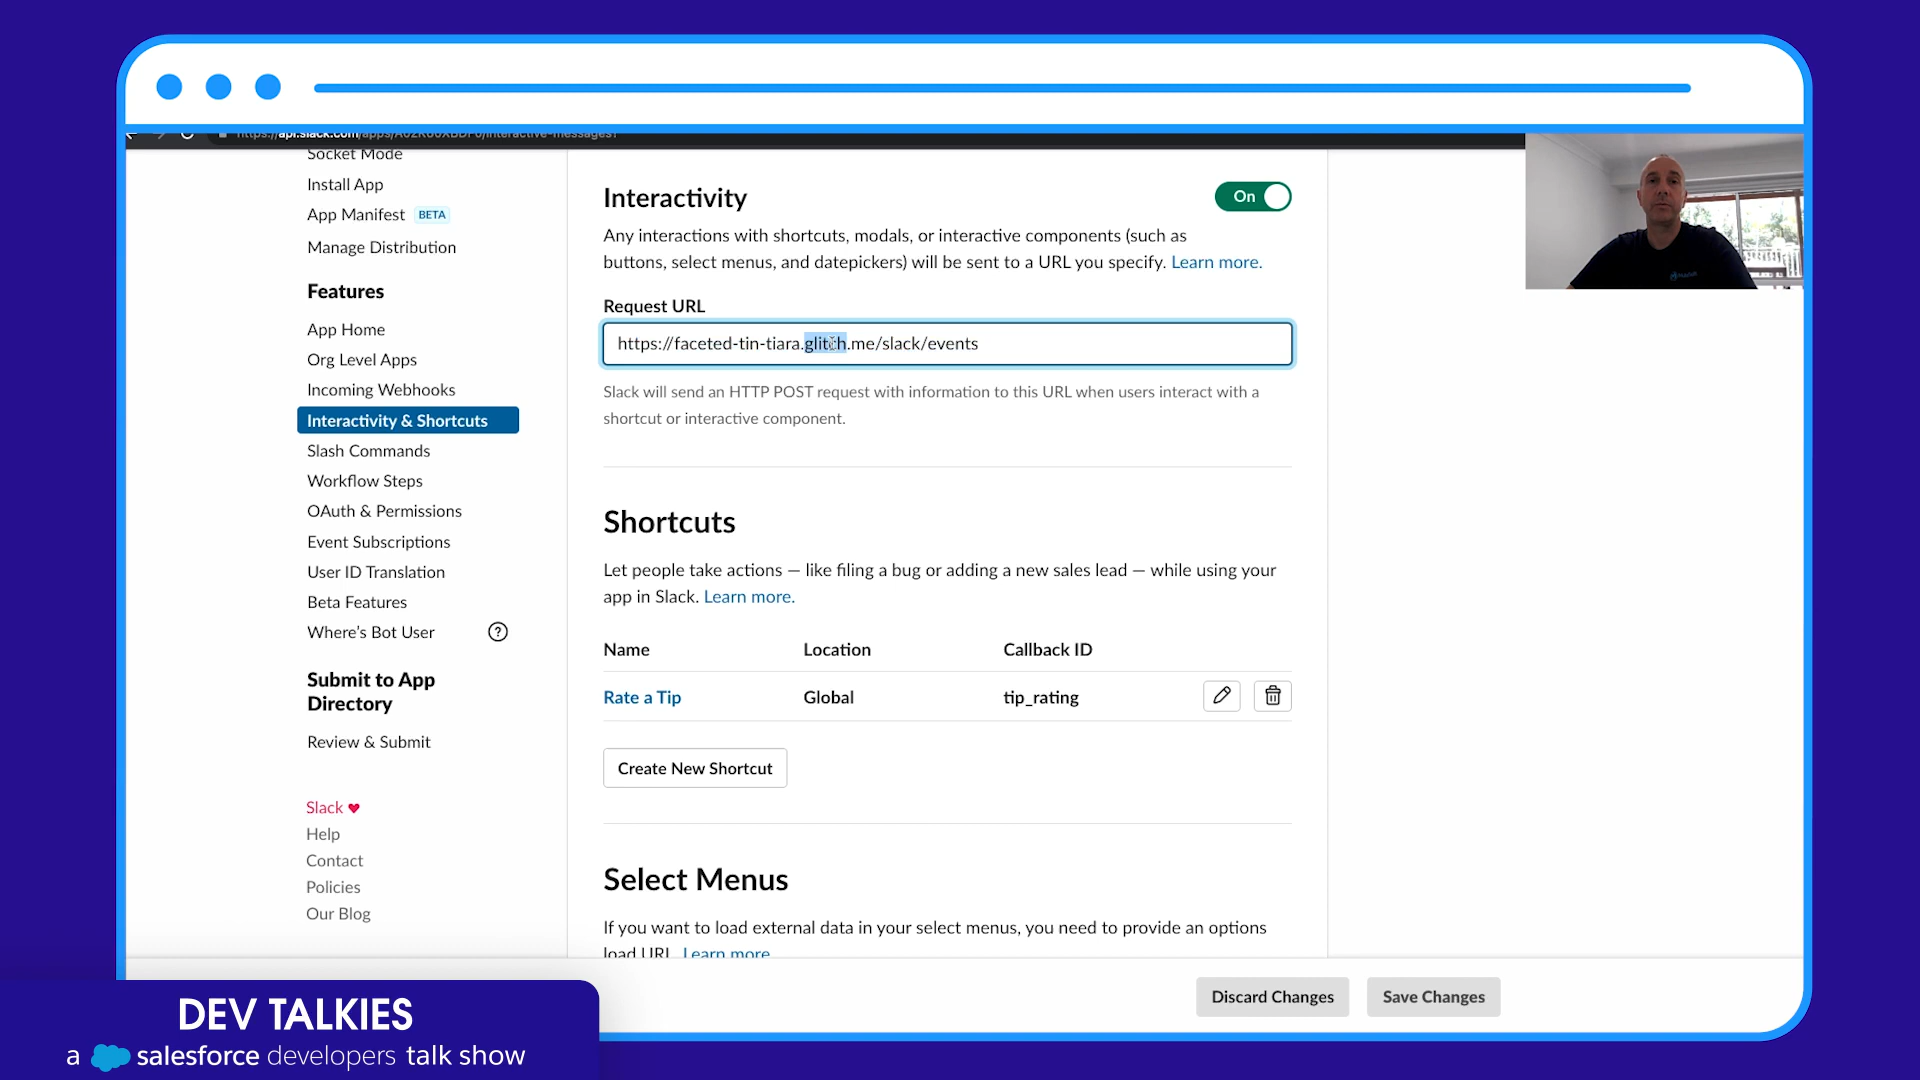 Socket Mode
Install App
App Manifest BETA
Manage Distribution
Features
App Home
Org Level Apps
Incoming Webhooks
Interactivity & Shortcuts
Slash Commands
Workflow Steps
OAuth & Permissions
Event Subscriptions
User ID Translation
Beta Features
Where's Bot User
Submit to App
Directory
Review & Submit
Slack ♥
Help
Contact
Policies
Our Blog
Interactivity
On
Any interactions with shortcuts, modals, or interactive components (such as
buttons, select menus, and datepickers) will be sent to a URL you specify. Learn more.
Request URL
https://faceted-tin-tiara.glitch.me/slack/events
Slack will send an HTTP POST request with information to this URL when users interact with a
shortcut or interactive component.
Shortcuts
Let people take actions — like filing a bug or adding a new sales lead — while using your
app in Slack. Learn more.
Name Location Callback ID
Rate a Tip Global tip_rating
Create New Shortcut
Select Menus
If you want to load external data in your select menus, you need to provide an options
load URL. Learn more
Discard Changes Save Changes
DEV TALKIES
a salesforce developers talk show